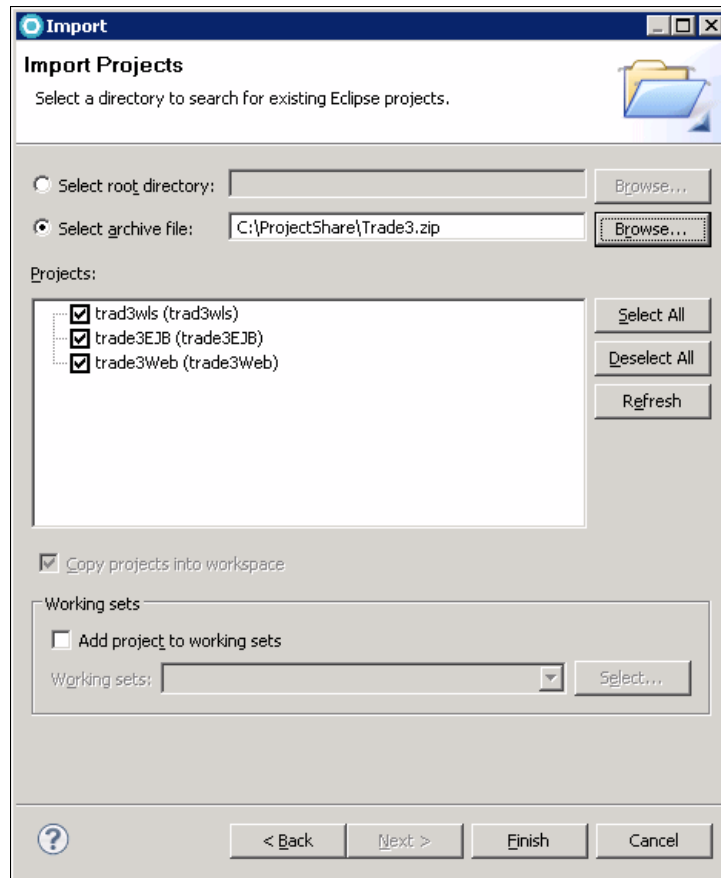 Import
Import Projects
Select a directory to search for existing Eclipse projects.
Select root directory:
Browse...
Select archive file:
C:\ProjectShare\Trade3.zip
Browse...
Projects:
trad3wls (trad3wls)
trade3EJB (trade3EJB)
trade3Web (trade3Web)
Select All
Deselect All
Refresh
Copy projects into workspace
Working sets
Add project to working sets
Working sets:
Select...
?
< Back
Next >
Finish
Cancel